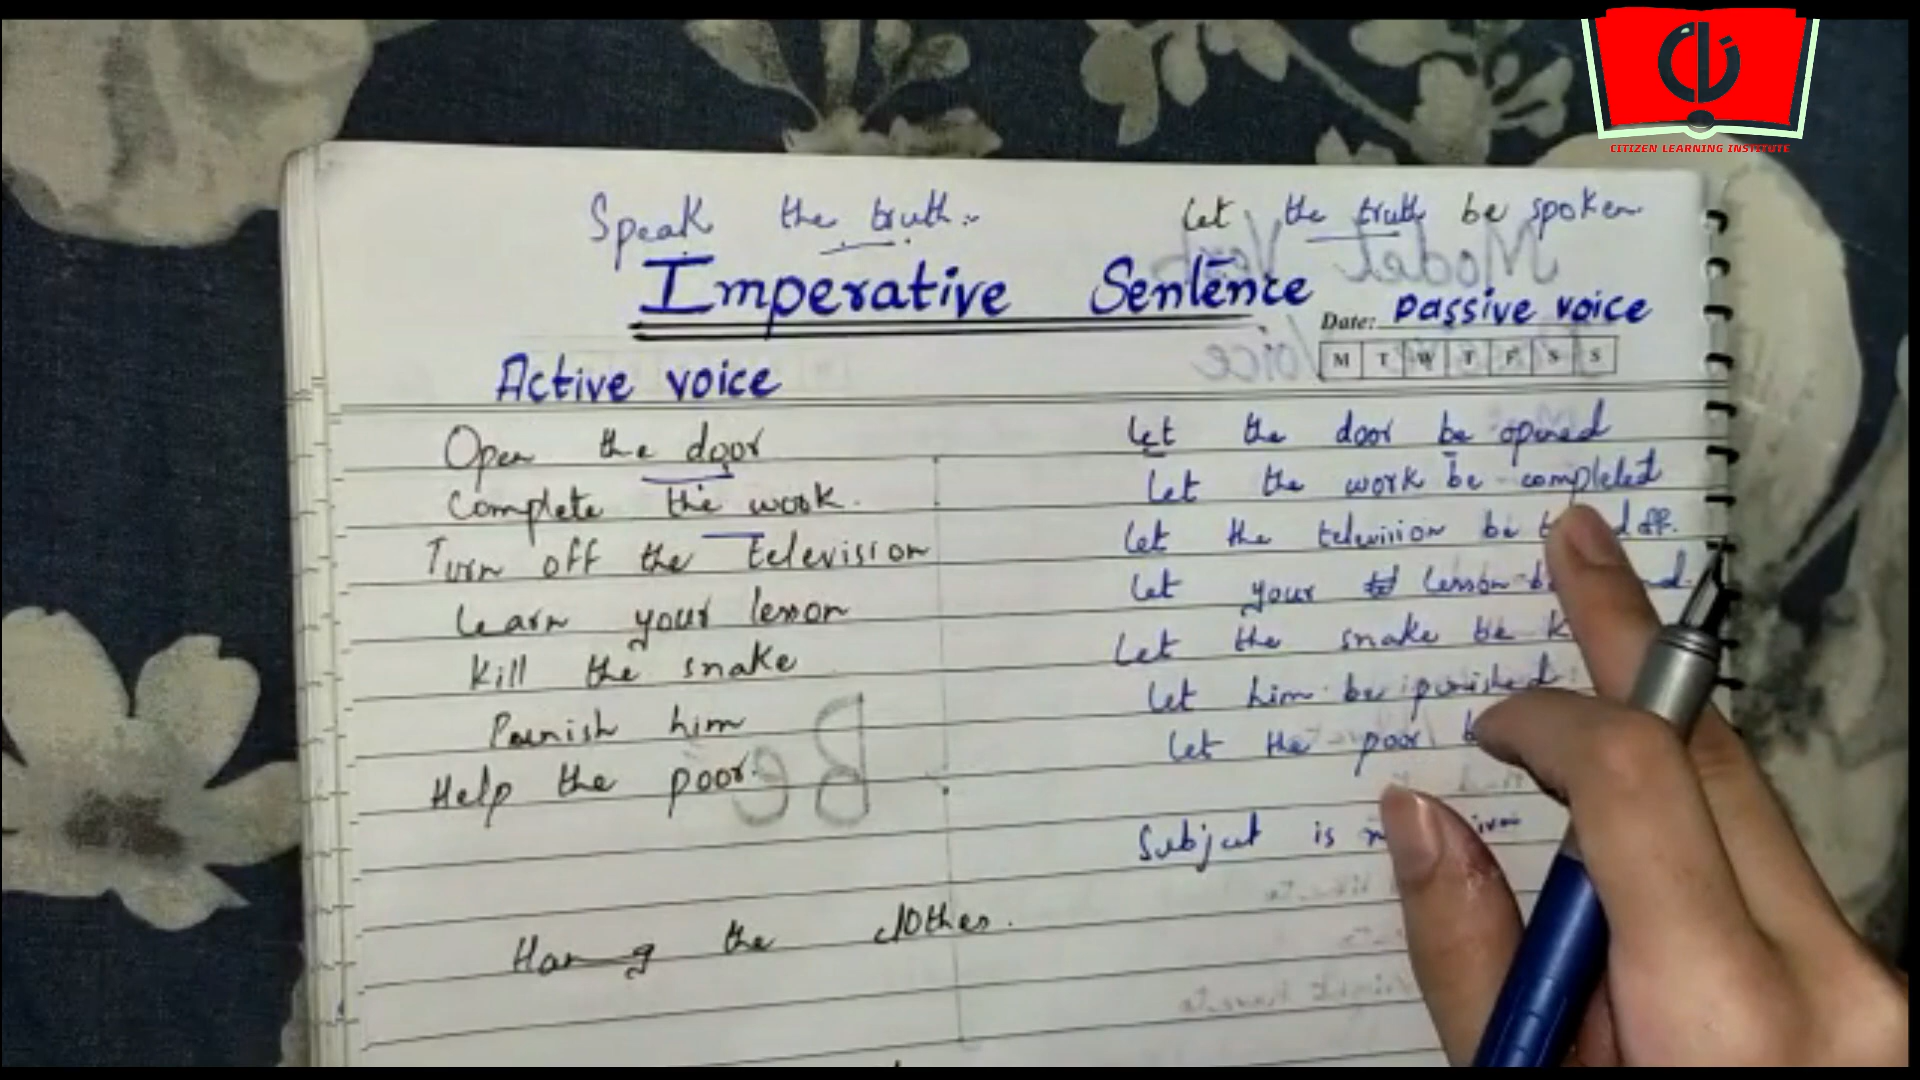 CITIZEN LEARNING INSTITUTE
Speak the truth. Let the truth be spoken
Imperative Sentence
Date: Passive voice
M T W T F S S
Active voice
Open the door Let the door be opened
Complete the work. Let the work be completed
Turn off the television Let the television be off.
Learn your lesson Let your lesson
Kill the snake Let the snake be K
Punish him Let him be punished
Help the poor. Let the poor b
Subject is
Hang the clothes.